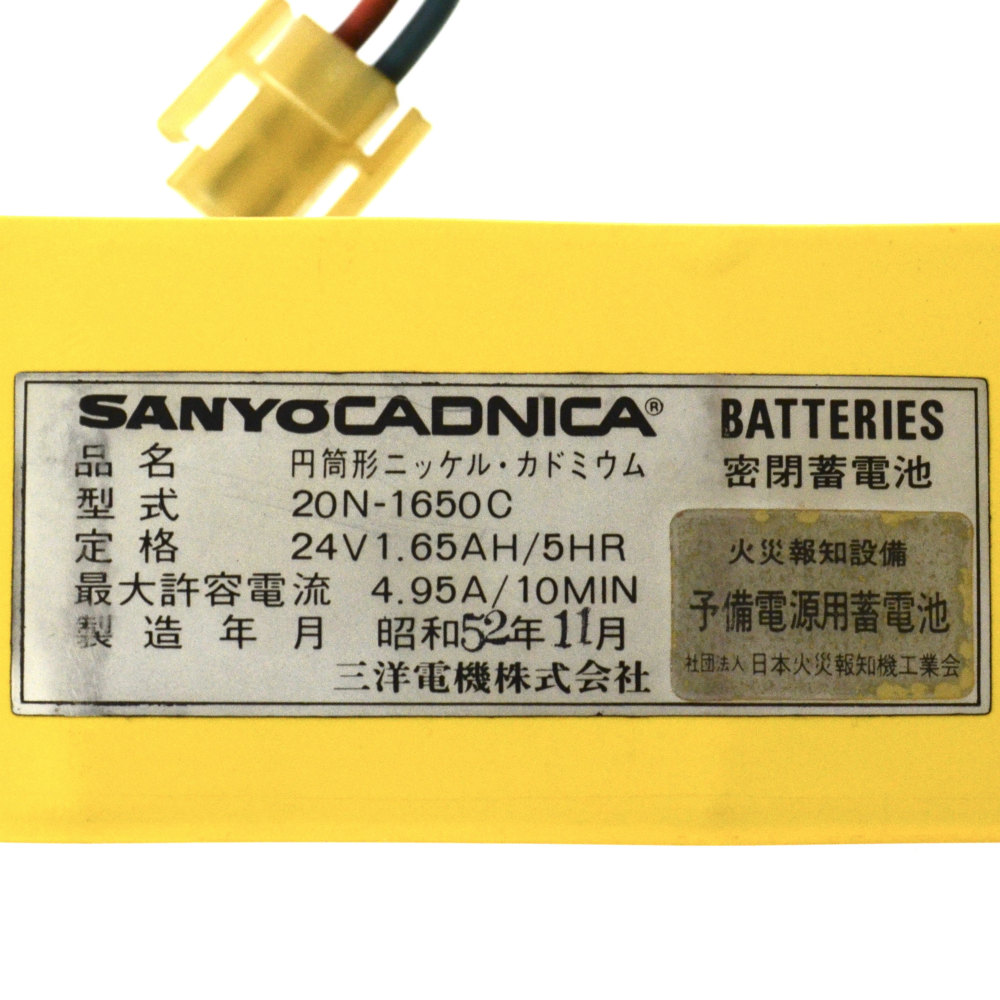 SANYO CADNICA® BATTERIES
品名 円筒形ニッケル・カドミウム 密閉蓄電池
型式 20N-1650C
定格 24V1.65AH/5HR
最大許容電流 4.95A/10MIN
製造年月 昭和52年11月
三洋電機株式会社
火災報知設備
予備電源用蓄電池
社団法人 日本火災報知機工業会